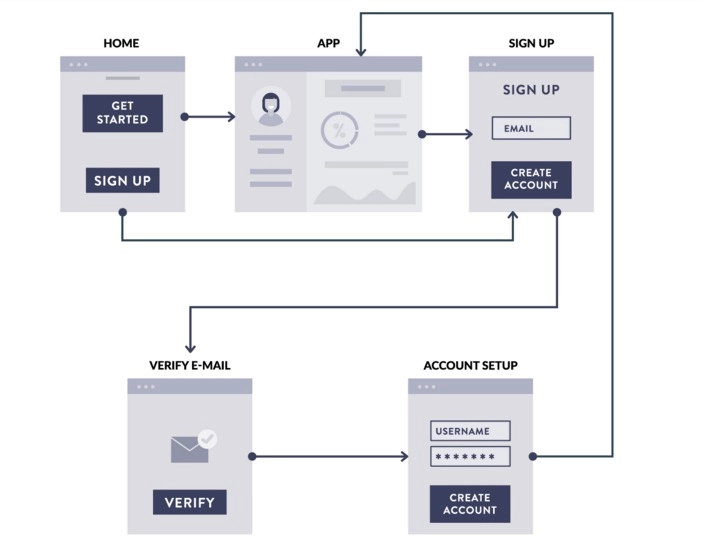 HOME
APP
SIGN UP
GET
STARTED
SIGN UP
%
SIGN UP
EMAIL
CREATE
ACCOUNT
VERIFY E-MAIL
ACCOUNT SETUP
VERIFY
USERNAME
*******
CREATE
ACCOUNT